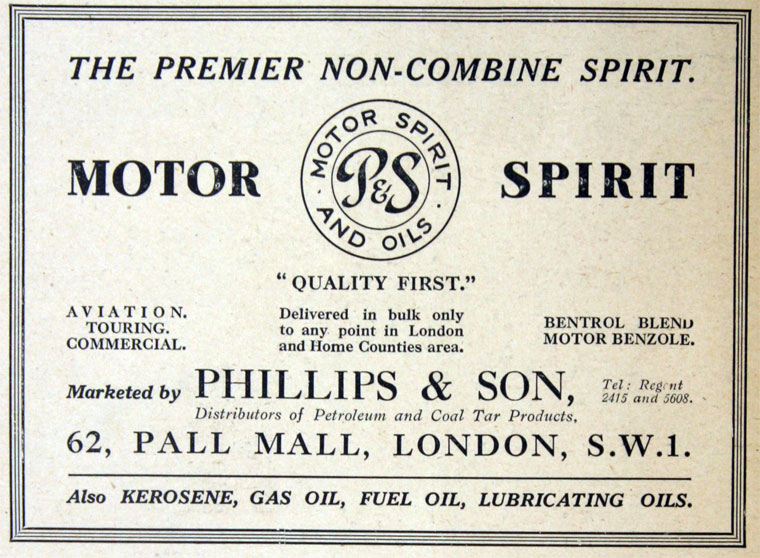 THE PREMIER NON-COMBINE SPIRIT.
MOTOR SPIRIT
AND OILS
P&S
MOTOR SPIRIT
"QUALITY FIRST."
AVIATION.
TOURING.
COMMERCIAL.
Delivered in bulk only
to any point in London
and Home Counties area.
BENTROL BLEND
MOTOR BENZOLE.
Marketed by PHILLIPS & SON,
Tel: Regent
2415 and 5608.
Distributors of Petroleum and Coal Tar Products,
62, PALL MALL, LONDON, S.W.1.
Also KEROSENE, GAS OIL, FUEL OIL, LUBRICATING OILS.